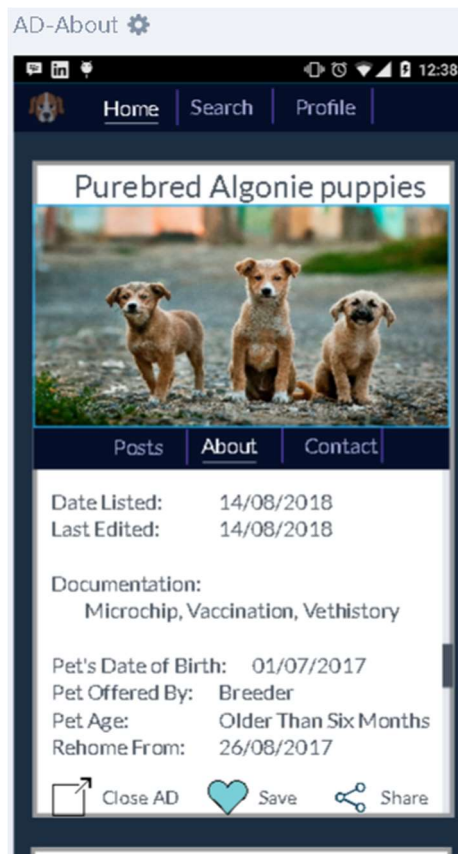 AD-About
12:38
Home Search Profile
Purebred Algonie puppies
Posts About Contact
Date Listed: 14/08/2018
Last Edited: 14/08/2018
Documentation:
Microchip, Vaccination, Vethistory
Pet's Date of Birth: 01/07/2017
Pet Offered By: Breeder
Pet Age: Older Than Six Months
Rehome From: 26/08/2017
Close AD Save Share